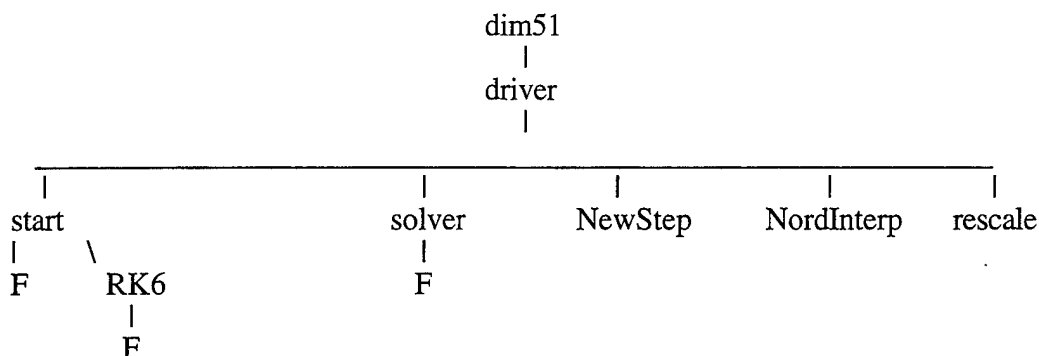 dim51
driver
start solver NewStep NordInterp rescale
F RK6 F
F